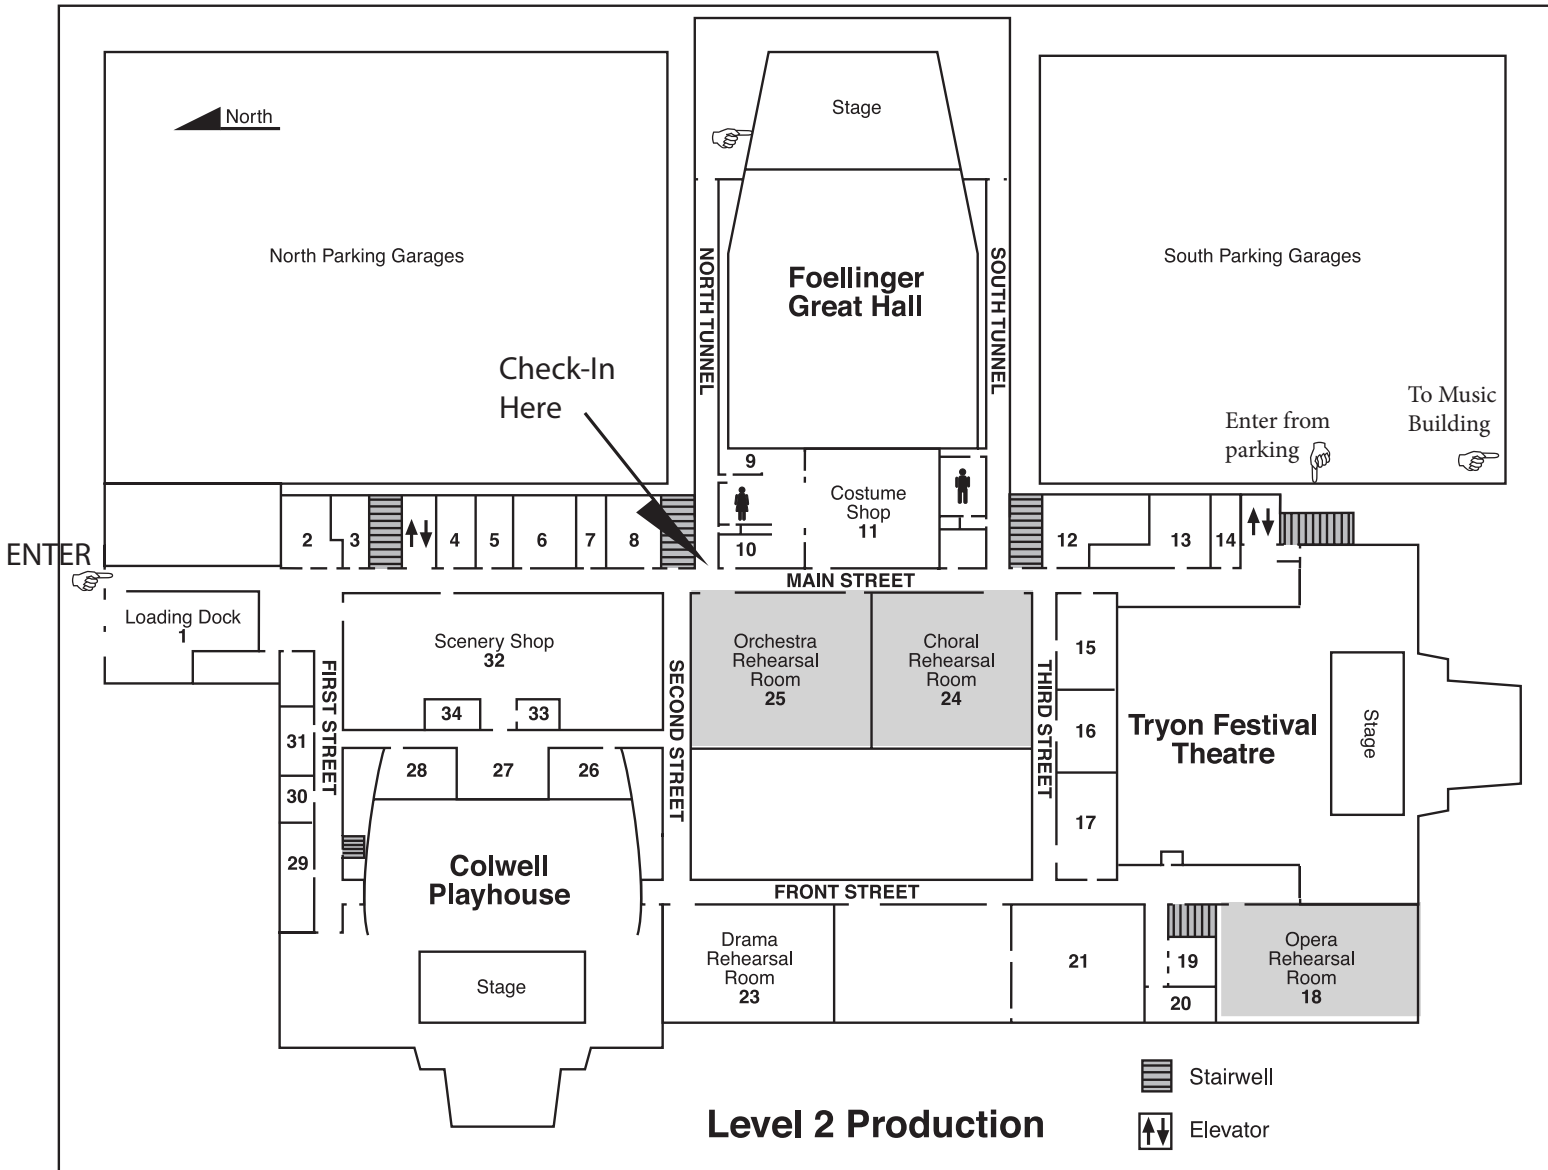 North
Stage
North Parking Garages
South Parking Garages
Foellinger
Great Hall
NORTH TUNNEL
SOUTH TUNNEL
Check-In
Here
To Music
Building
Enter from
parking
9
Costume
Shop
11
10
ENTER
2
3
4
5
6
7
8
12
13
14
MAIN STREET
Loading Dock
1
Scenery Shop
32
34
33
Orchestra
Rehearsal
Room
25
Choral
Rehearsal
Room
24
15
16
17
FIRST STREET
SECOND STREET
THIRD STREET
Tryon Festival
Theatre
Stage
31
30
29
28
27
26
Colwell
Playhouse
FRONT STREET
Stage
Drama
Rehearsal
Room
23
21
19
20
Opera
Rehearsal
Room
18
Stairwell
Elevator
Level 2 Production